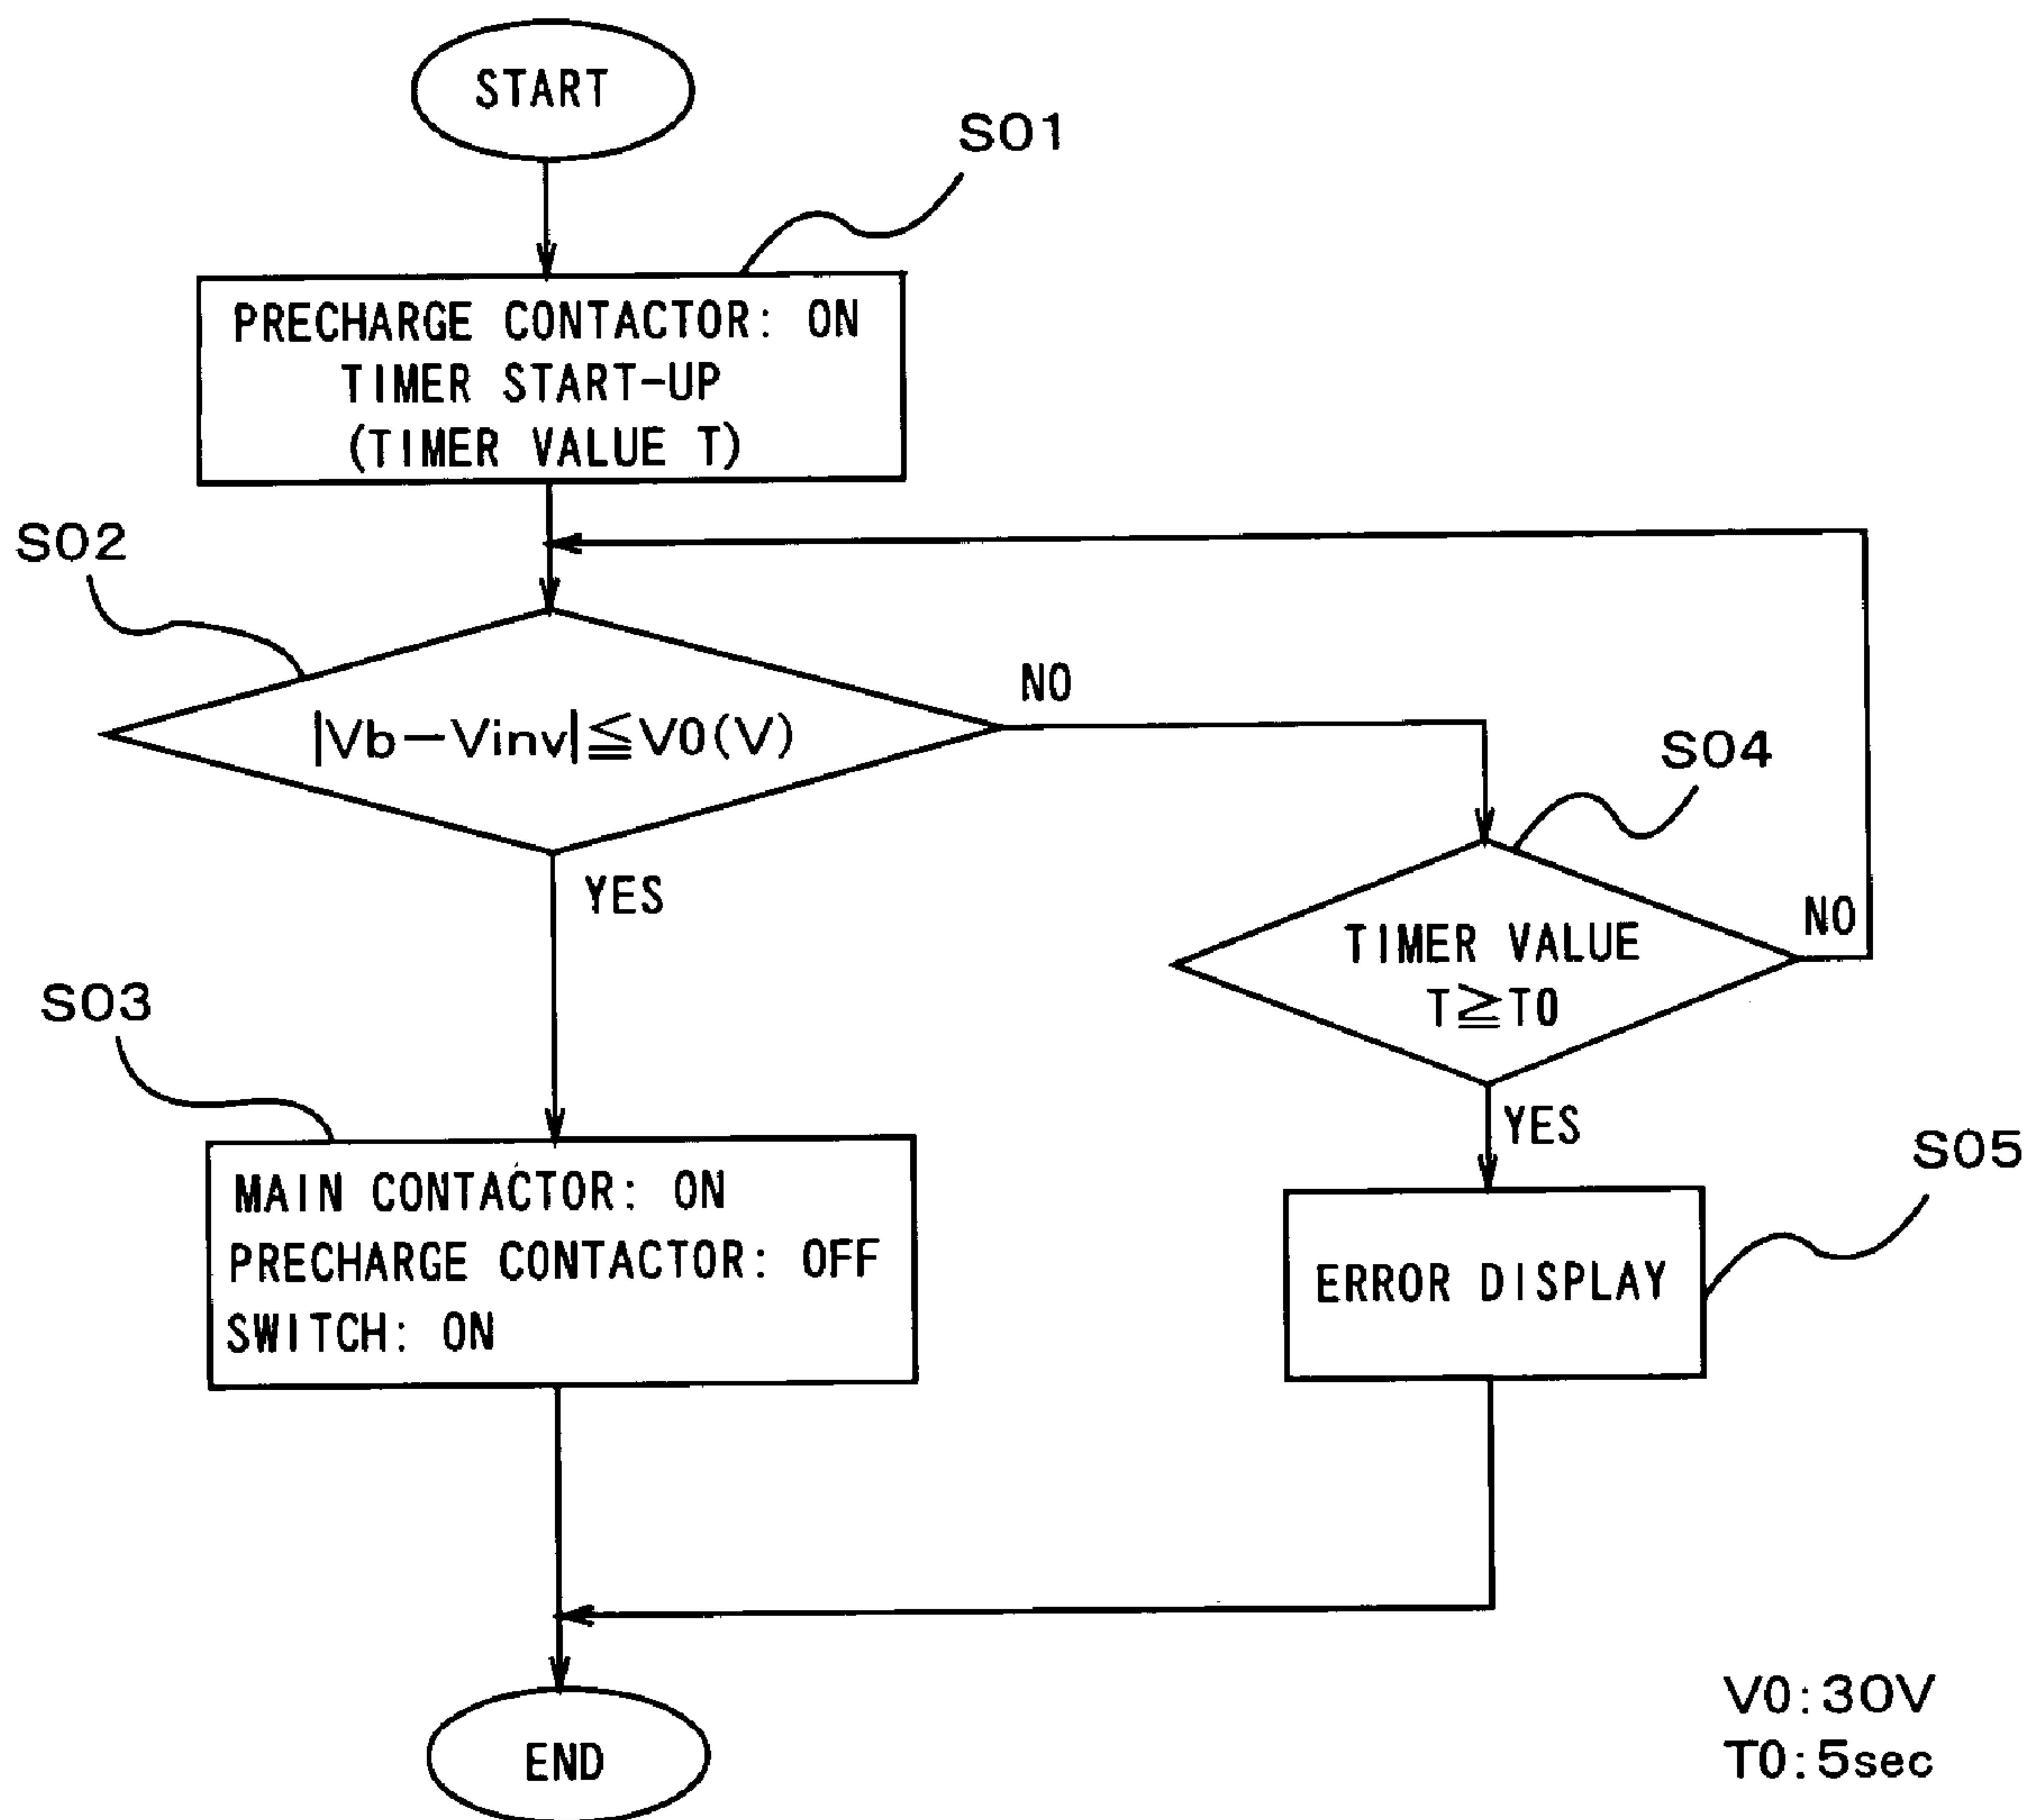 START
S01
PRECHARGE CONTACTOR: ON
TIMER START-UP
(TIMER VALUE T)
S02
|Vb-Vinv|≦V0(V)
NO
YES
S04
TIMER VALUE
T≧T0
NO
YES
S03
MAIN CONTACTOR: ON
PRECHARGE CONTACTOR: OFF
SWITCH: ON
S05
ERROR DISPLAY
END
V0:30V
T0:5sec